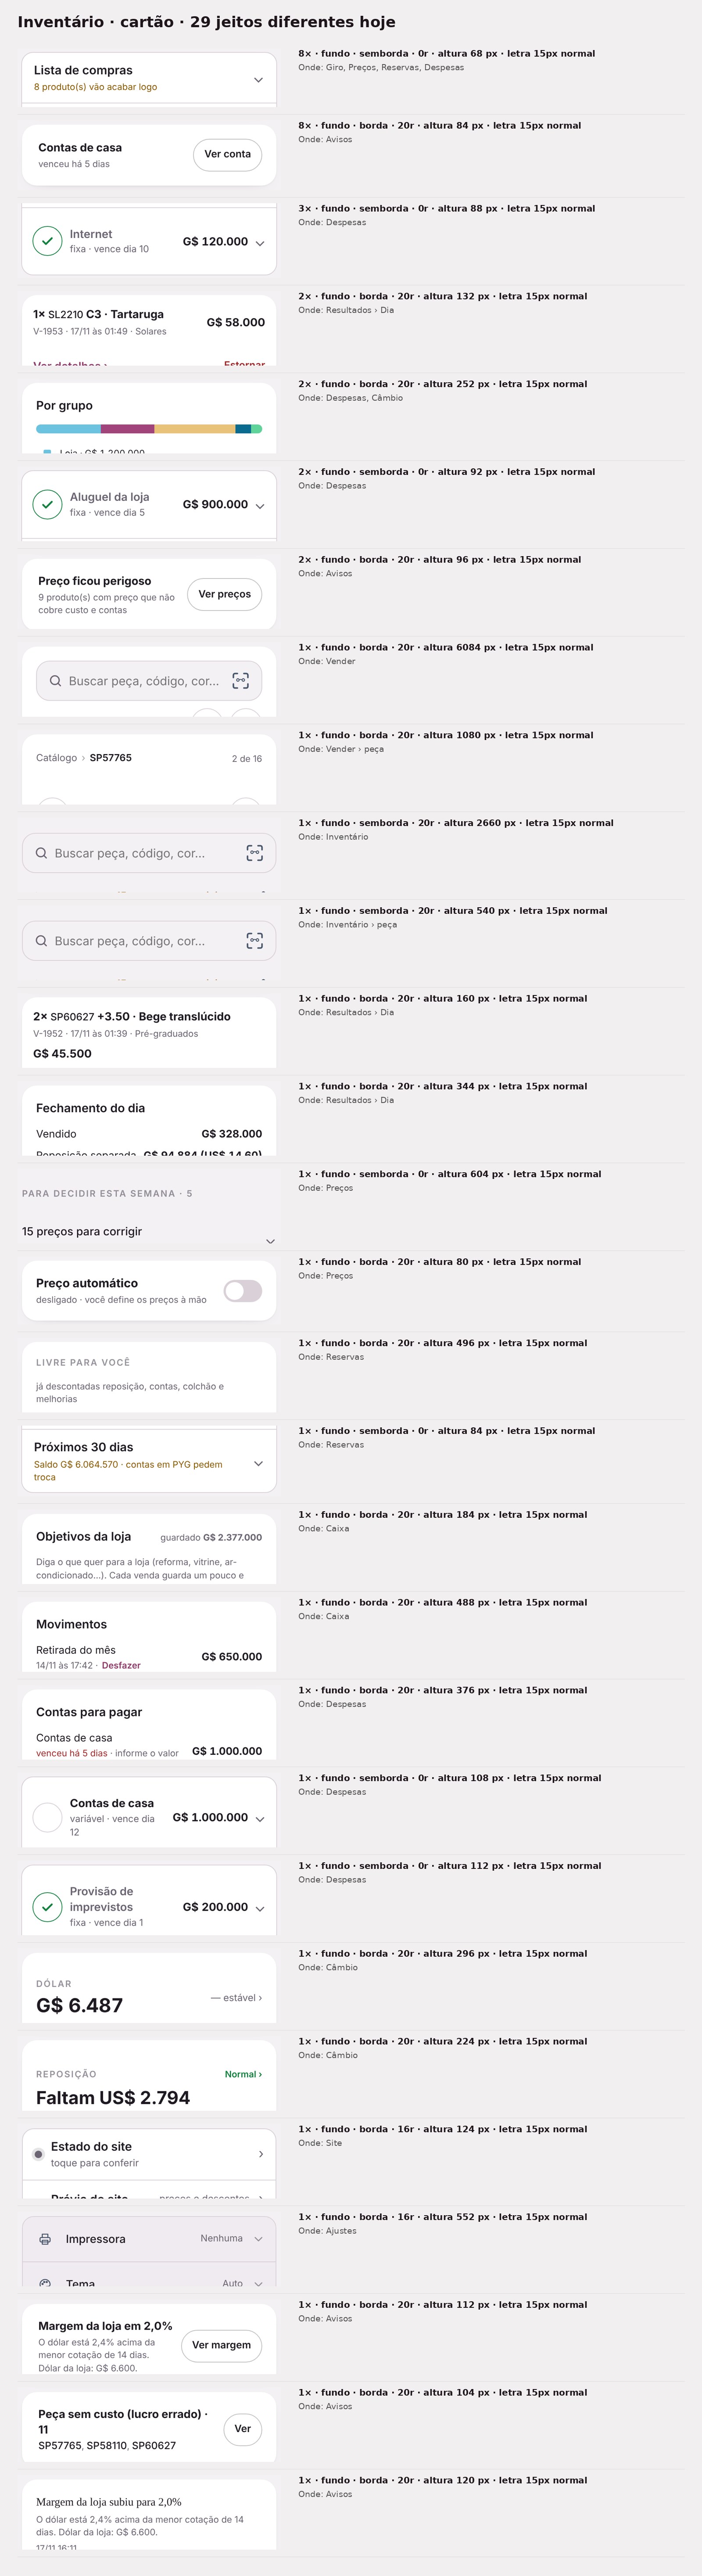 Inventário · cartão · 29 jeitos diferentes hoje
Lista de compras
8 produto(s) vão acabar logo
8× · fundo · semborda · 0r · altura 68 px · letra 15px normal
Onde: Giro, Preços, Reservas, Despesas
Contas de casa
venceu há 5 dias
Ver conta
8× · fundo · borda · 20r · altura 84 px · letra 15px normal
Onde: Avisos
Internet
fixa · vence dia 10
G$ 120.000
3× · fundo · semborda · 0r · altura 88 px · letra 15px normal
Onde: Despesas
1× SL2210 C3 · Tartaruga
V-1953 · 17/11 às 01:49 · Solares
G$ 58.000
Ver detalhes ›
Estornar
2× · fundo · borda · 20r · altura 132 px · letra 15px normal
Onde: Resultados › Dia
Por grupo
Loja · G$ 1.200.000
2× · fundo · borda · 20r · altura 252 px · letra 15px normal
Onde: Despesas, Câmbio
Aluguel da loja
fixa · vence dia 5
G$ 900.000
2× · fundo · semborda · 0r · altura 92 px · letra 15px normal
Onde: Despesas
Preço ficou perigoso
9 produto(s) com preço que não
cobre custo e contas
Ver preços
2× · fundo · borda · 20r · altura 96 px · letra 15px normal
Onde: Avisos
Buscar peça, código, cor...
1× · fundo · borda · 20r · altura 6084 px · letra 15px normal
Onde: Vender
Catálogo › SP57765
2 de 16
1× · fundo · borda · 20r · altura 1080 px · letra 15px normal
Onde: Vender › peça
Buscar peça, código, cor...
1× · fundo · semborda · 20r · altura 2660 px · letra 15px normal
Onde: Inventário
Buscar peça, código, cor...
1× · fundo · semborda · 20r · altura 540 px · letra 15px normal
Onde: Inventário › peça
2× SP60627 +3.50 · Bege translúcido
V-1952 · 17/11 às 01:39 · Pré-graduados
G$ 45.500
1× · fundo · borda · 20r · altura 160 px · letra 15px normal
Onde: Resultados › Dia
Fechamento do dia
Vendido
G$ 328.000
Reposição separada G$ 94.884 (US$ 14,60)
1× · fundo · borda · 20r · altura 344 px · letra 15px normal
Onde: Resultados › Dia
PARA DECIDIR ESTA SEMANA · 5
15 preços para corrigir
1× · fundo · semborda · 0r · altura 604 px · letra 15px normal
Onde: Preços
Preço automático
desligado · você define os preços à mão
1× · fundo · borda · 20r · altura 80 px · letra 15px normal
Onde: Preços
LIVRE PARA VOCÊ
já descontadas reposição, contas, colchão e
melhorias
1× · fundo · borda · 20r · altura 496 px · letra 15px normal
Onde: Reservas
Próximos 30 dias
Saldo G$ 6.064.570 · contas em PYG pedem
troca
1× · fundo · semborda · 0r · altura 84 px · letra 15px normal
Onde: Reservas
Objetivos da loja
guardado G$ 2.377.000
Diga o que quer para a loja (reforma, vitrine, ar-
condicionado...). Cada venda guarda um pouco e
1× · fundo · borda · 20r · altura 184 px · letra 15px normal
Onde: Caixa
Movimentos
Retirada do mês
14/11 às 17:42 · Desfazer
G$ 650.000
1× · fundo · borda · 20r · altura 488 px · letra 15px normal
Onde: Caixa
Contas para pagar
Contas de casa
venceu há 5 dias · informe o valor
G$ 1.000.000
1× · fundo · borda · 20r · altura 376 px · letra 15px normal
Onde: Despesas
Contas de casa
variável · vence dia
12
G$ 1.000.000
1× · fundo · semborda · 0r · altura 108 px · letra 15px normal
Onde: Despesas
Provisão de
imprevistos
fixa · vence dia 1
G$ 200.000
1× · fundo · semborda · 0r · altura 112 px · letra 15px normal
Onde: Despesas
DÓLAR
G$ 6.487
— estável ›
1× · fundo · borda · 20r · altura 296 px · letra 15px normal
Onde: Câmbio
REPOSIÇÃO
Normal ›
Faltam US$ 2.794
1× · fundo · borda · 20r · altura 224 px · letra 15px normal
Onde: Câmbio
Estado do site
toque para conferir
Prévia do site
preços e descontos
1× · fundo · borda · 16r · altura 124 px · letra 15px normal
Onde: Site
Impressora
Nenhuma
Tema
Auto
1× · fundo · borda · 16r · altura 552 px · letra 15px normal
Onde: Ajustes
Margem da loja em 2,0%
O dólar está 2,4% acima da
menor cotação de 14 dias.
Dólar da loja: G$ 6.600.
Ver margem
1× · fundo · borda · 20r · altura 112 px · letra 15px normal
Onde: Avisos
Peça sem custo (lucro errado) ·
11
SP57765, SP58110, SP60627
Ver
1× · fundo · borda · 20r · altura 104 px · letra 15px normal
Onde: Avisos
Margem da loja subiu para 2,0%
O dólar está 2,4% acima da menor cotação de 14
dias. Dólar da loja: G$ 6.600.
17/11 16:11
1× · fundo · borda · 20r · altura 120 px · letra 15px normal
Onde: Avisos